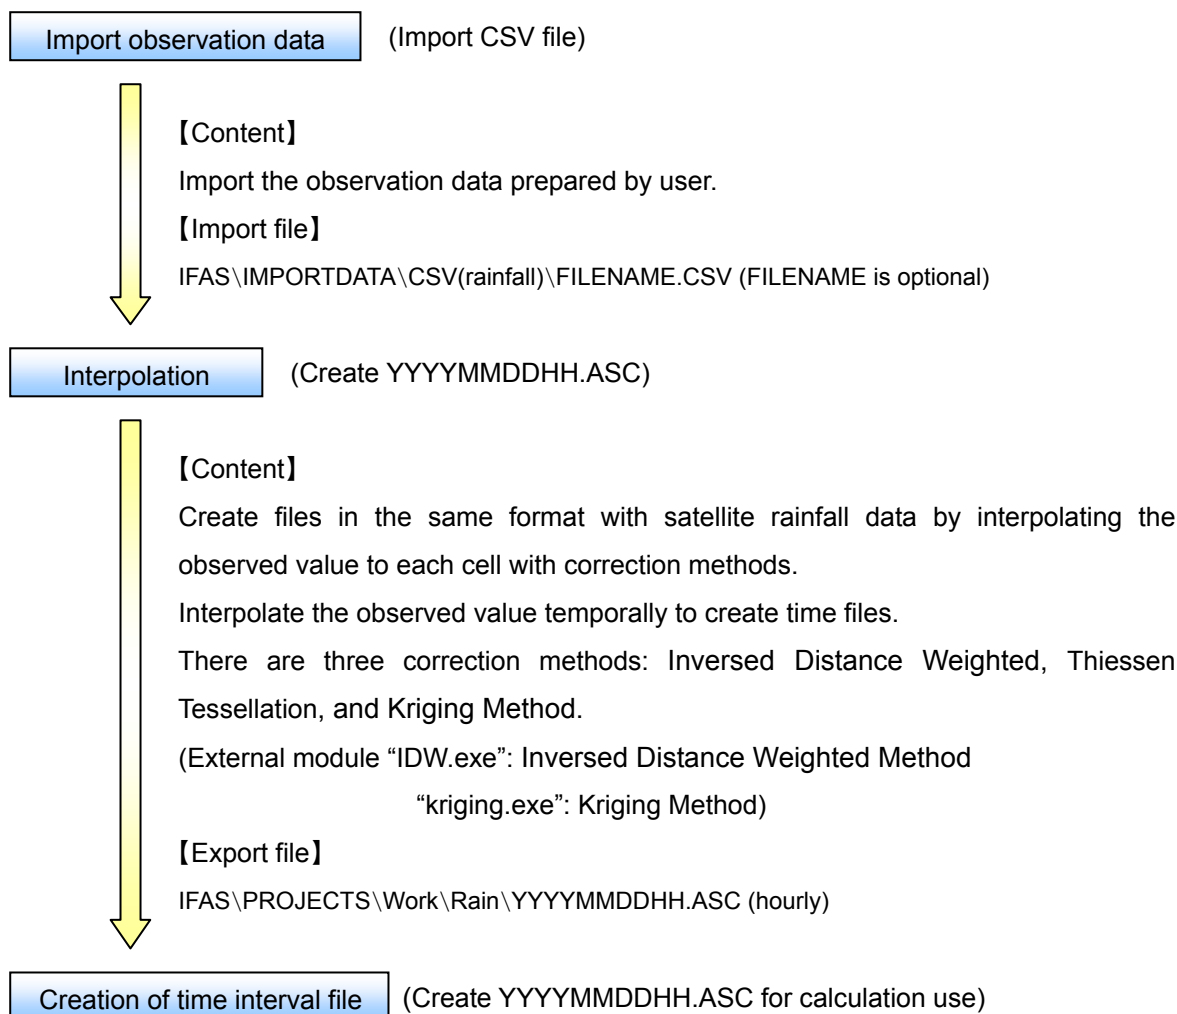 Import observation data (Import CSV file)
【Content】
Import the observation data prepared by user.
【Import file】
IFAS\IMPORTDATA\CSV(rainfall)\FILENAME.CSV (FILENAME is optional)
Interpolation (Create YYYYMMDDHH.ASC)
【Content】
Create files in the same format with satellite rainfall data by interpolating the
observed value to each cell with correction methods.
Interpolate the observed value temporally to create time files.
There are three correction methods: Inversed Distance Weighted, Thiessen
Tessellation, and Kriging Method.
(External module “IDW.exe”: Inversed Distance Weighted Method
“kriging.exe”: Kriging Method)
【Export file】
IFAS\PROJECTS\Work\Rain\YYYYMMDDHH.ASC (hourly)
Creation of time interval file (Create YYYYMMDDHH.ASC for calculation use)